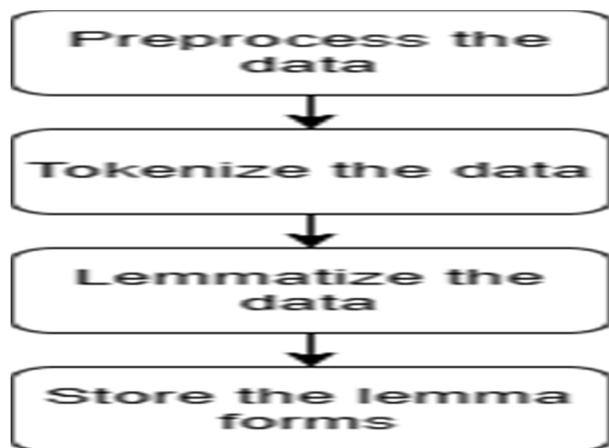 Preprocess the
data
Tokenize the data
Lemmatize the
data
Store the lemma
forms